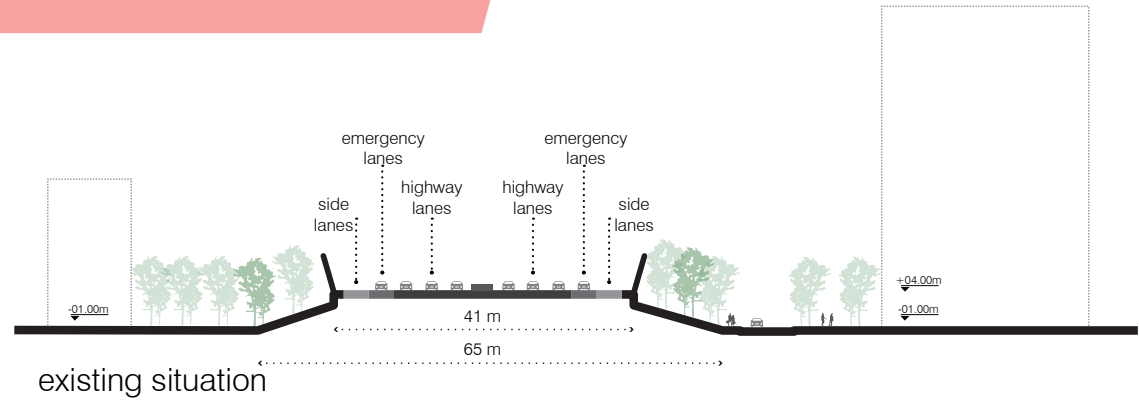 emergency
lanes
emergency
lanes
highway
lanes
highway
lanes
side
lanes
side
lanes
+04.00m
-01.00m
-01.00m
41 m
65 m
existing situation